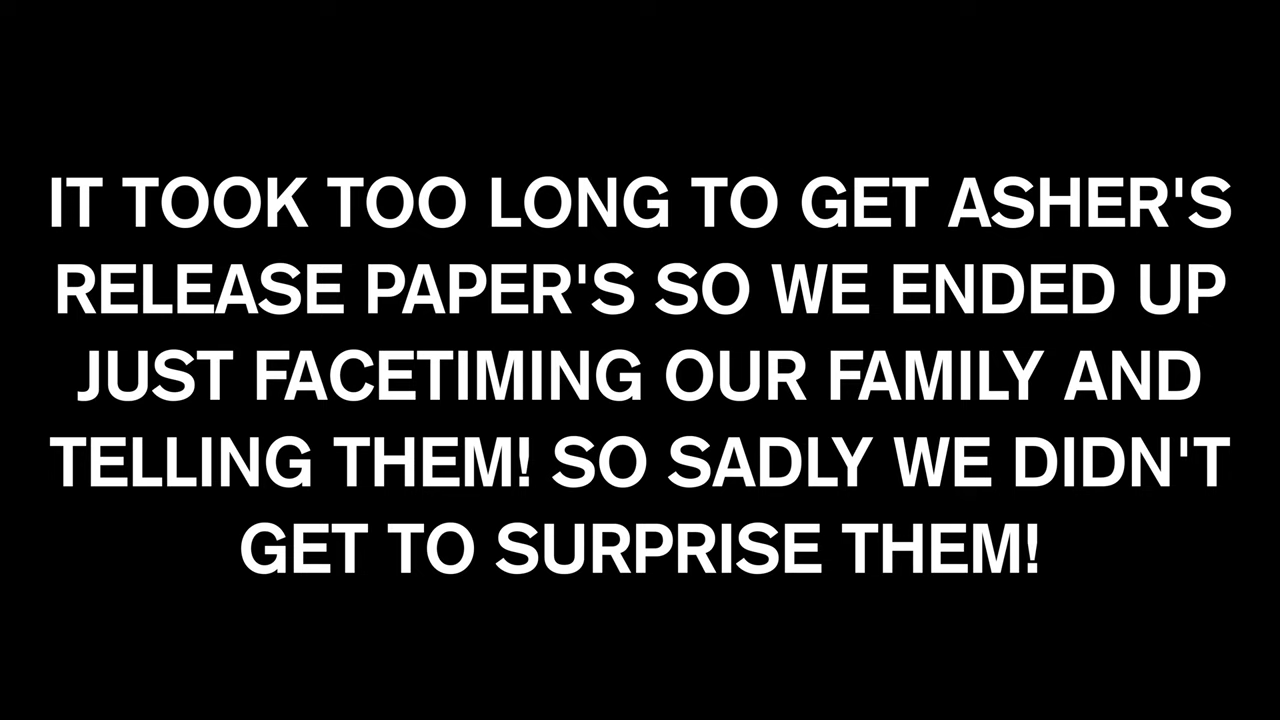 IT TOOK TOO LONG TO GET ASHER'S
RELEASE PAPER'S SO WE ENDED UP
JUST FACETIMING OUR FAMILY AND
TELLING THEM! SO SADLY WE DIDN'T
GET TO SURPRISE THEM!